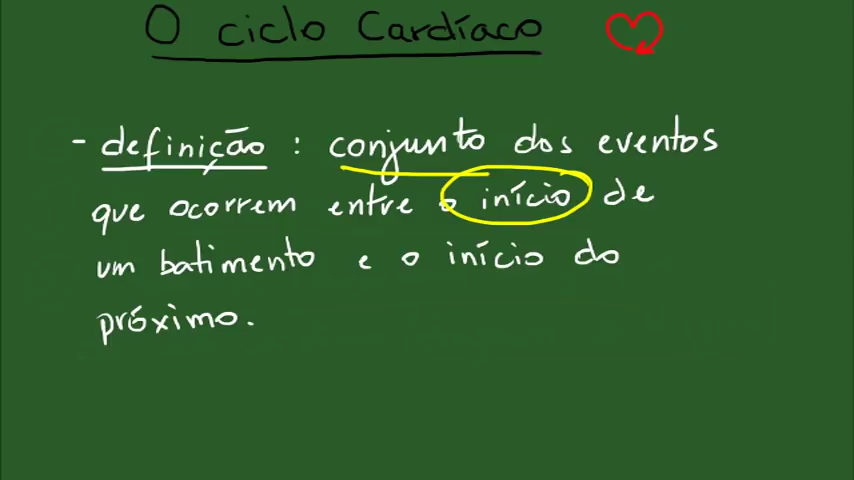 O ciclo Cardíaco
- definição : conjunto dos eventos
que ocorrem entre o início de
um batimento e o início do
próximo.